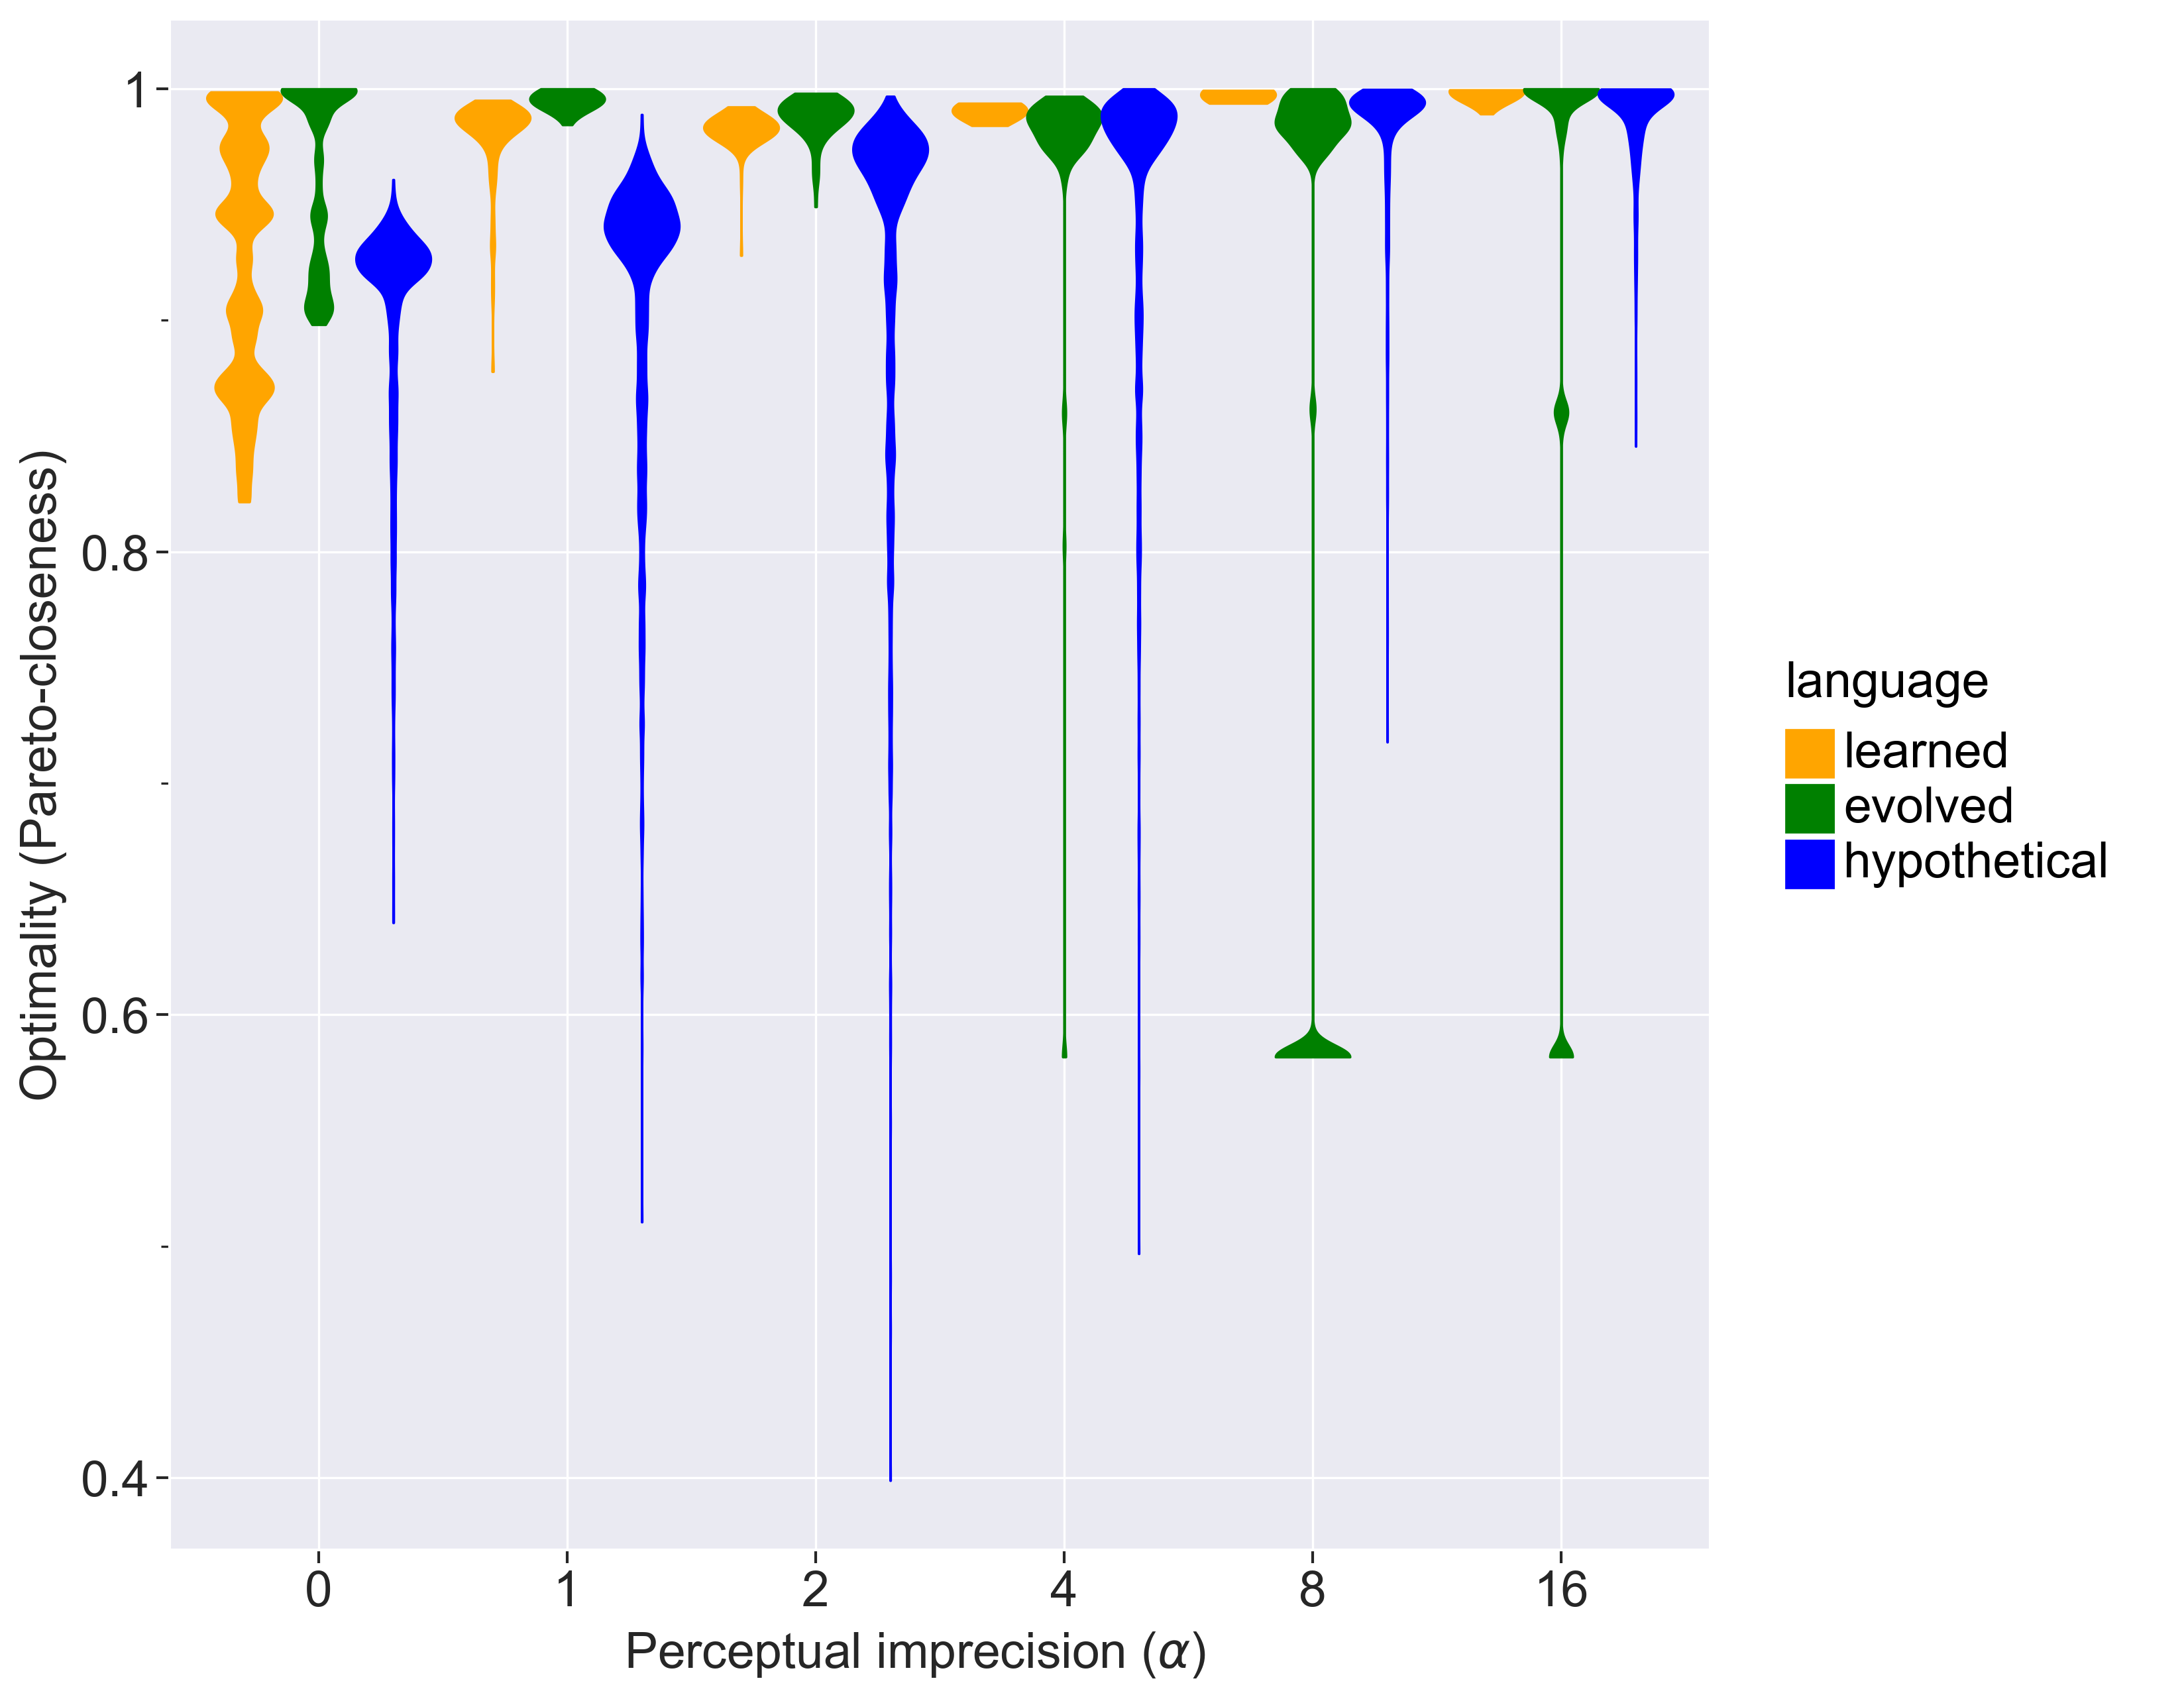 Optimality (Pareto-closeness)
1
0.8
0.6
0.4
0 1 2 4 8 16
Perceptual imprecision (α)
language
learned
evolved
hypothetical